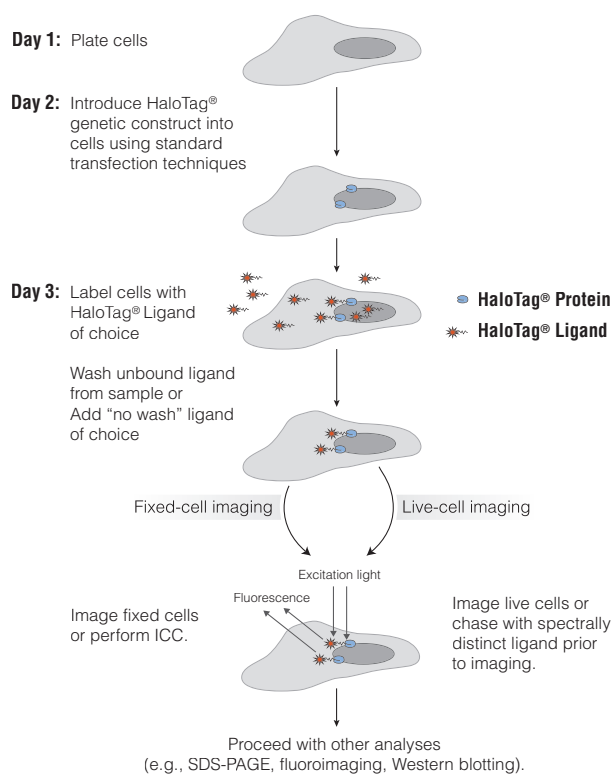 Day 1: Plate cells
Day 2: Introduce HaloTag®
genetic construct into
cells using standard
transfection techniques
Day 3: Label cells with
HaloTag® Ligand
of choice
HaloTag® Protein
HaloTag® Ligand
Wash unbound ligand
from sample or
Add “no wash” ligand
of choice
Fixed-cell imaging
Live-cell imaging
Excitation light
Fluorescence
Image fixed cells
or perform ICC.
Image live cells or
chase with spectrally
distinct ligand prior
to imaging.
Proceed with other analyses
(e.g., SDS-PAGE, fluoroimaging, Western blotting).